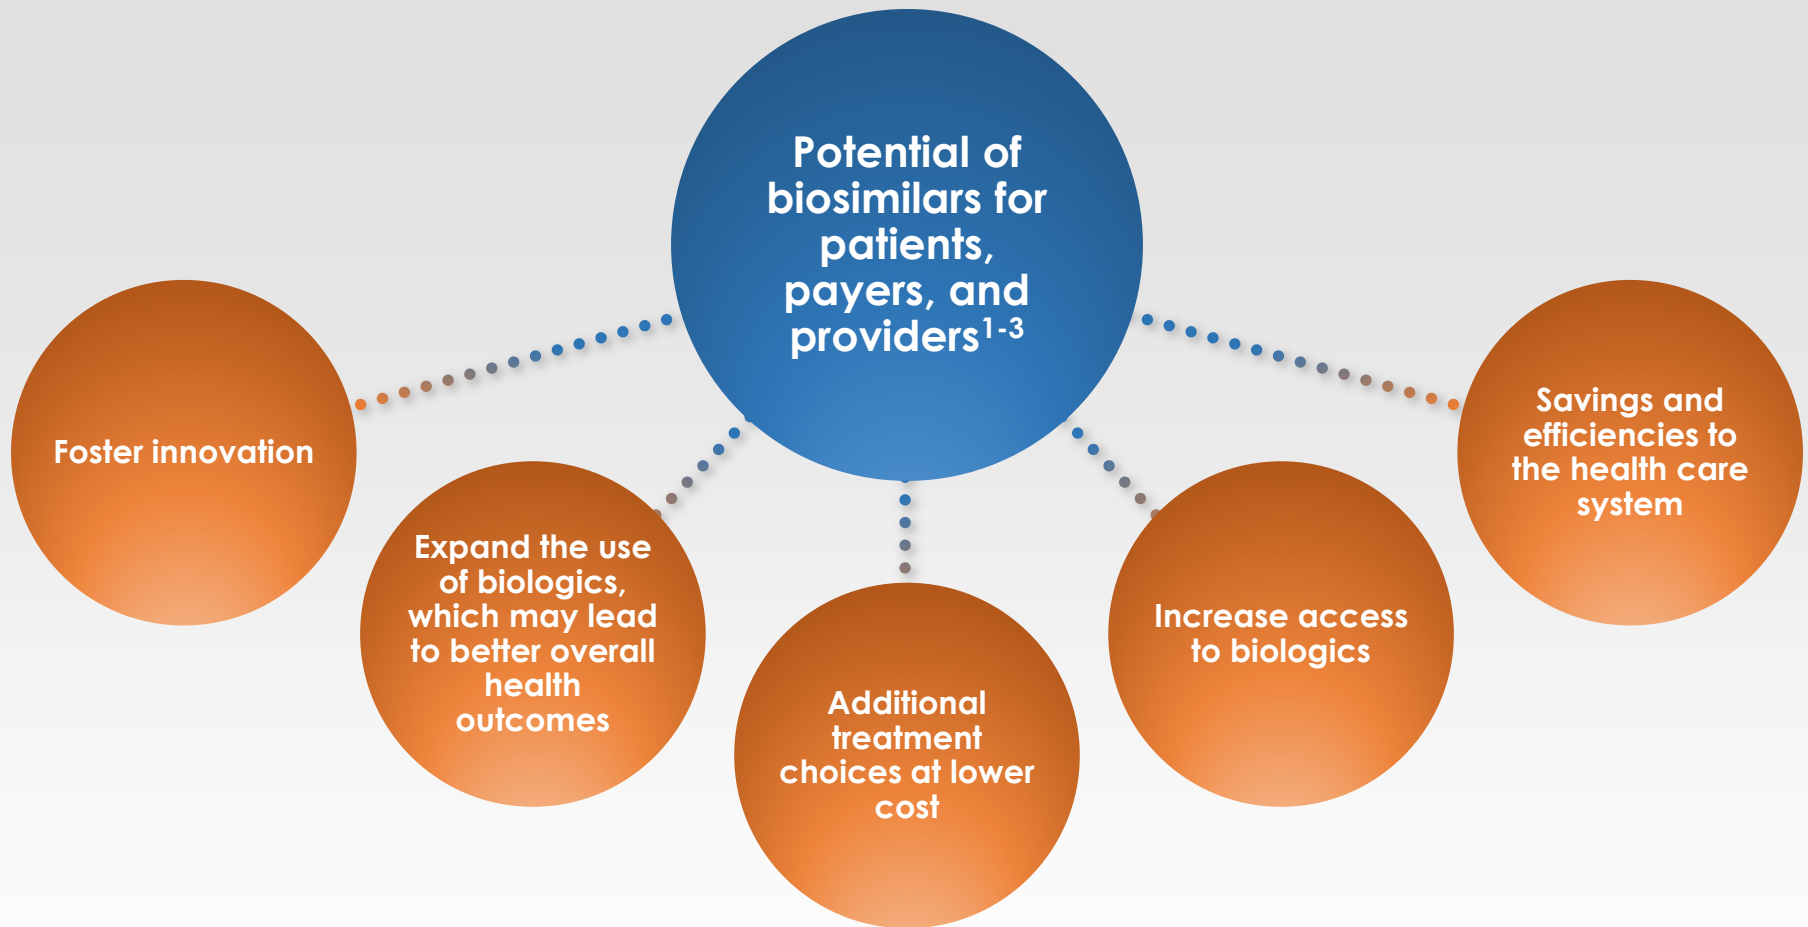 Potential of
biosimilars for
patients,
payers, and
providers¹⁻³
Foster innovation
Expand the use
of biologics,
which may lead
to better overall
health
outcomes
Additional
treatment
choices at lower
cost
Increase access
to biologics
Savings and
efficiencies to
the health care
system